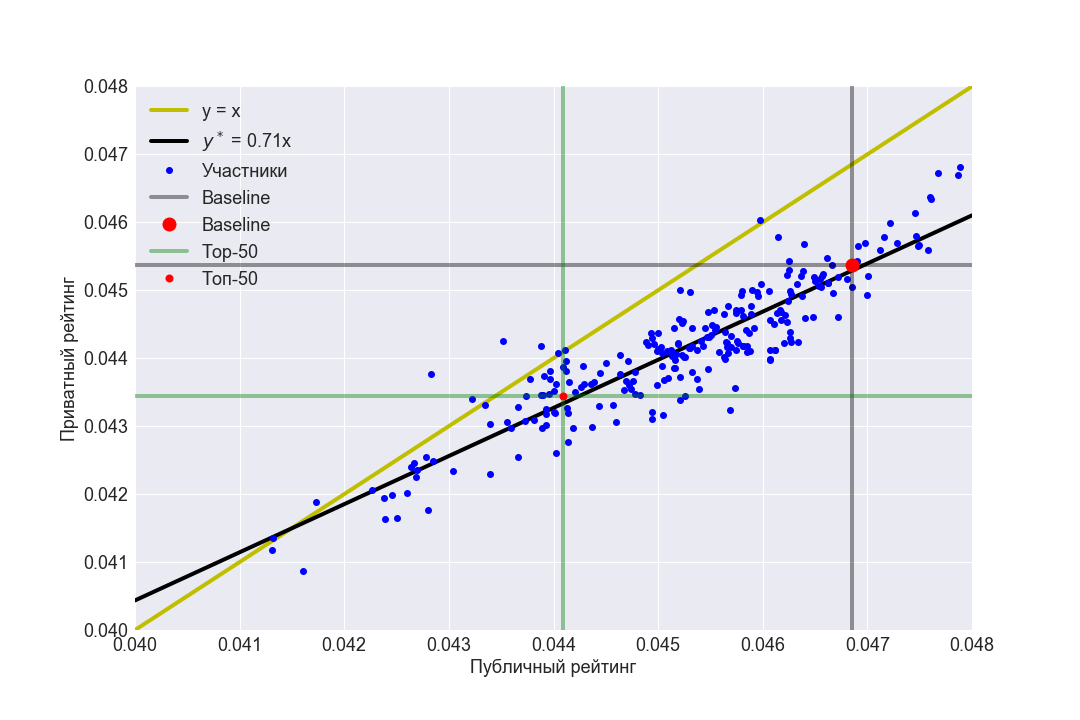 0.048
0.047
0.046
0.045
0.044
0.043
0.042
0.041
0.040
Приватный рейтинг
y = x
y* = 0.71x
Участники
Baseline
Baseline
Top-50
Топ-50
0.040 0.041 0.042 0.043 0.044 0.045 0.046 0.047 0.048
Публичный рейтинг